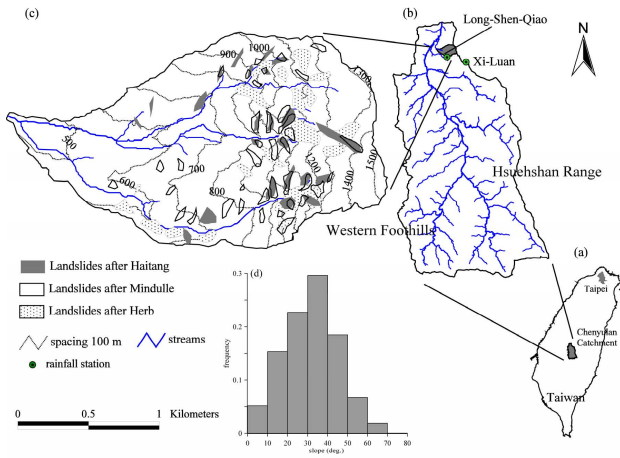 (c)
900
1000
1300
500
600
700
800
1200
1400
1500
(b)
Long-Shen-Qiao
Xi-Luan
N
Hsuehshan Range
Western Foothills
(a)
Taipei
Chenyulan
Catchment
Taiwan
Landslides after Haitang
Landslides after Mindulle
Landslides after Herb
spacing 100 m
streams
rainfall station
0 0.5 1 Kilometers
(d)
0.3
0.2
0.1
0
frequency
0 10 20 30 40 50 60 70 80
slope (deg.)